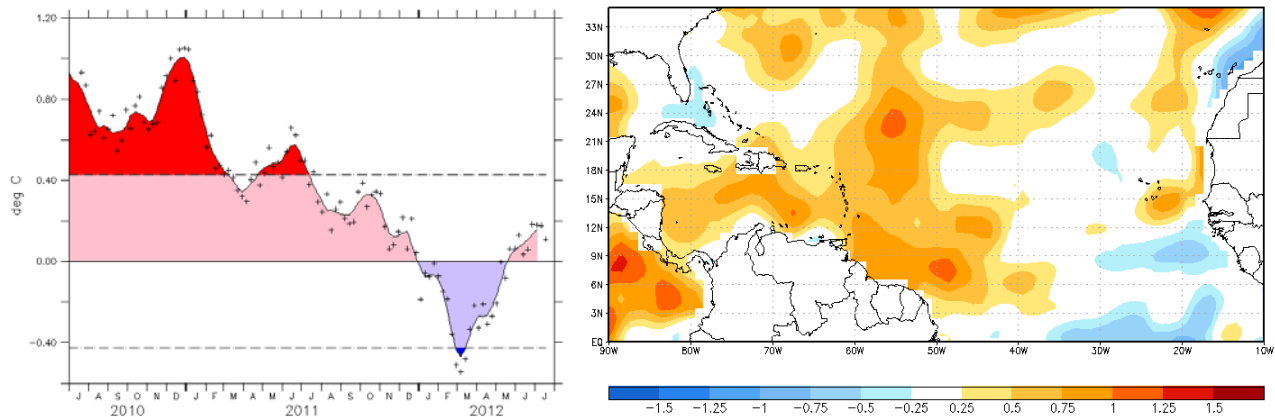 1.20
0.80
0.40
0.00
-0.40
deg C
J A S O N D J F M A M J J A S O N D J F M A M J J
2010 2011 2012
33N
30N
27N
24N
21N
18N
15N
12N
9N
6N
3N
EQ
90W 80W 70W 60W 50W 40W 30W 20W 10W
-1.5 -1.25 -1 -0.75 -0.5 -0.25 0.25 0.5 0.75 1 1.25 1.5